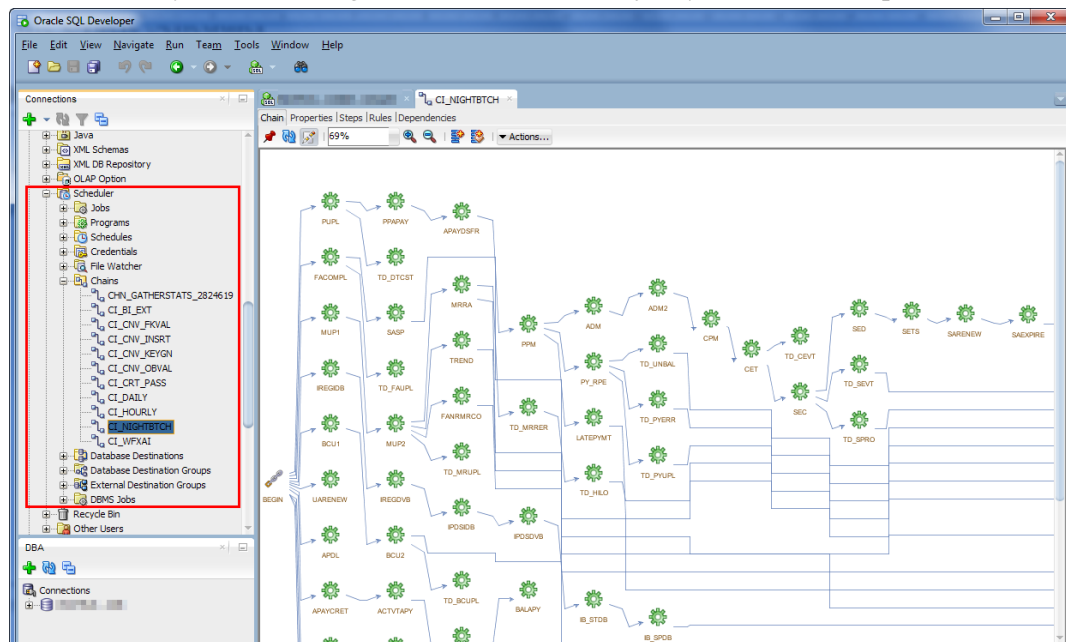 Oracle SQL Developer
File Edit View Navigate Run Team Tools Window Help
Connections
CI_NIGHTBTCH
Chain Properties Steps Rules Dependencies
69% Actions...
Java
XML Schemas
XML DB Repository
OLAP Option
Scheduler
Jobs
Programs
Schedules
Credentials
File Watcher
Chains
CHN_GATHERSTATS_2824619
CI_BI_EXT
CI_CNV_FKVAL
CI_CNV_INSRT
CI_CNV_KEYGN
CI_CNV_OBVAL
CI_CRT_PASS
CI_DAILY
CI_HOURLY
CI_NIGHTBTCH
CI_WFXAI
Database Destinations
Database Destination Groups
External Destination Groups
DBMS Jobs
Recycle Bin
Other Users
DBA
Connections
PUPL PPAPAY APAYDSFR
FACOMPL TD_DTCST
MRRA ADM ADM2
MUP1 SASP PPM CPM SED SETS SARENEW SAEXPIRE
TREND TD_UNBAL CET TD_CEVT
IREGIDB TD_FAUPL PY_RPE SEC TD_SEVT
FANRMRCO TD_MRRER LATEPYMT TD_PYERR TD_SPRO
BCU1 MUP2
TD_MRUPL TD_HILO TD_PYUPL
BEGIN UARENEW IREGDVB
IPDSIDB IPDSDVB
APDL BCU2
TD_BCUPL BALAPY
APAYCRET ACTVTAPY IB_STDB
IB_SPDB